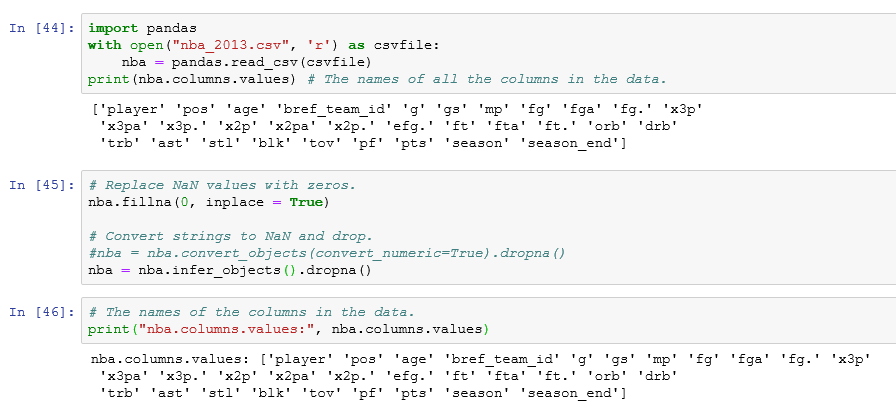 In [44]: import pandas
with open("nba_2013.csv", 'r') as csvfile:
    nba = pandas.read_csv(csvfile)
print(nba.columns.values) # The names of all the columns in the data.
['player' 'pos' 'age' 'bref_team_id' 'g' 'gs' 'mp' 'fg' 'fga' 'fg.' 'x3p'
 'x3pa' 'x3p.' 'x2p' 'x2pa' 'x2p.' 'efg.' 'ft' 'fta' 'ft.' 'orb' 'drb'
 'trb' 'ast' 'stl' 'blk' 'tov' 'pf' 'pts' 'season' 'season_end']
In [45]: # Replace NaN values with zeros.
nba.fillna(0, inplace = True)
# Convert strings to NaN and drop.
#nba = nba.convert_objects(convert_numeric=True).dropna()
nba = nba.infer_objects().dropna()
In [46]: # The names of the columns in the data.
print("nba.columns.values:", nba.columns.values)
nba.columns.values: ['player' 'pos' 'age' 'bref_team_id' 'g' 'gs' 'mp' 'fg' 'fga' 'fg.' 'x3p'
 'x3pa' 'x3p.' 'x2p' 'x2pa' 'x2p.' 'efg.' 'ft' 'fta' 'ft.' 'orb' 'drb'
 'trb' 'ast' 'stl' 'blk' 'tov' 'pf' 'pts' 'season' 'season_end']